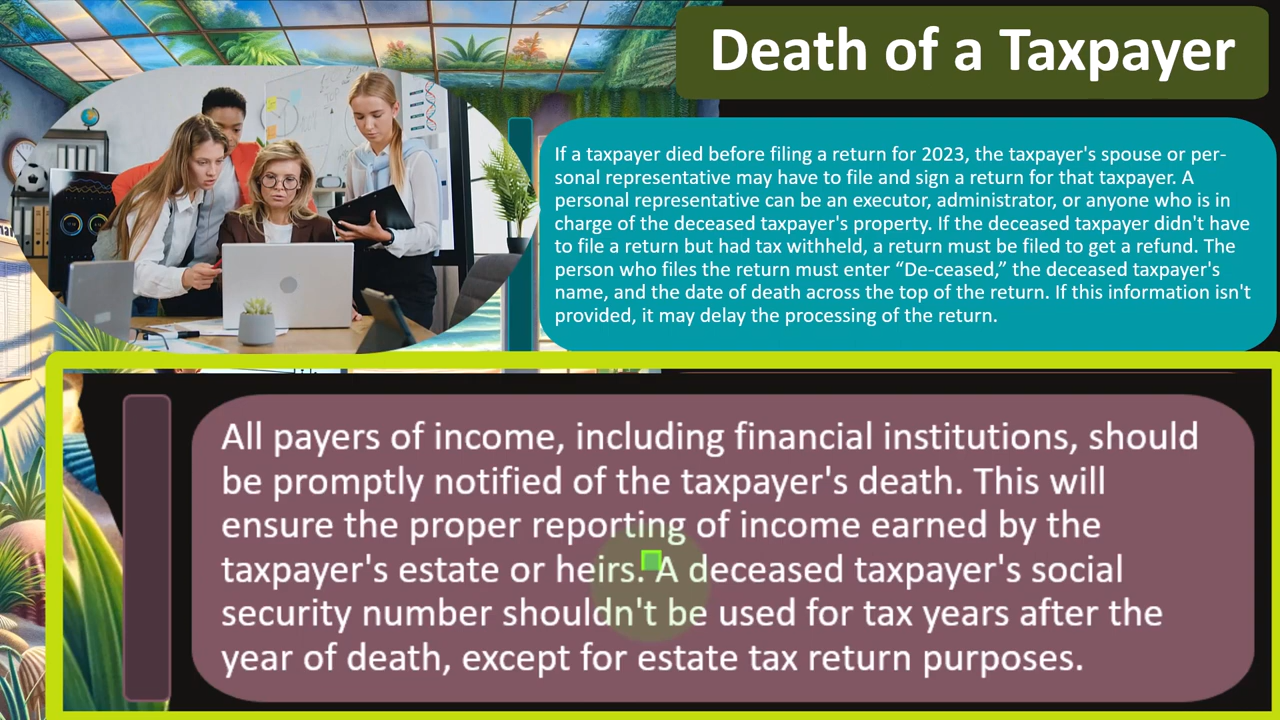 Death of a Taxpayer
If a taxpayer died before filing a return for 2023, the taxpayer's spouse or per-
sonal representative may have to file and sign a return for that taxpayer. A
personal representative can be an executor, administrator, or anyone who is in
charge of the deceased taxpayer's property. If the deceased taxpayer didn't have
to file a return but had tax withheld, a return must be filed to get a refund. The
person who files the return must enter “De-ceased,” the deceased taxpayer's
name, and the date of death across the top of the return. If this information isn't
provided, it may delay the processing of the return.
All payers of income, including financial institutions, should
be promptly notified of the taxpayer's death. This will
ensure the proper reporting of income earned by the
taxpayer's estate or heirs. A deceased taxpayer's social
security number shouldn't be used for tax years after the
year of death, except for estate tax return purposes.